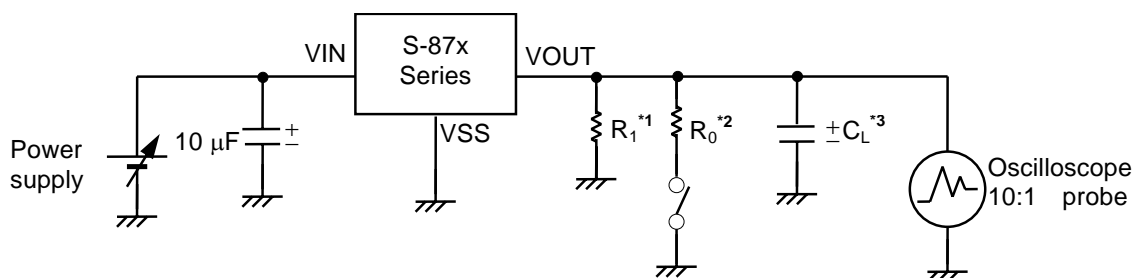 S-87x
Series
VIN
VOUT
VSS
10 μF
+
−
R1*1
R0*2
±CL*3
Power
supply
Oscilloscope
10:1 probe